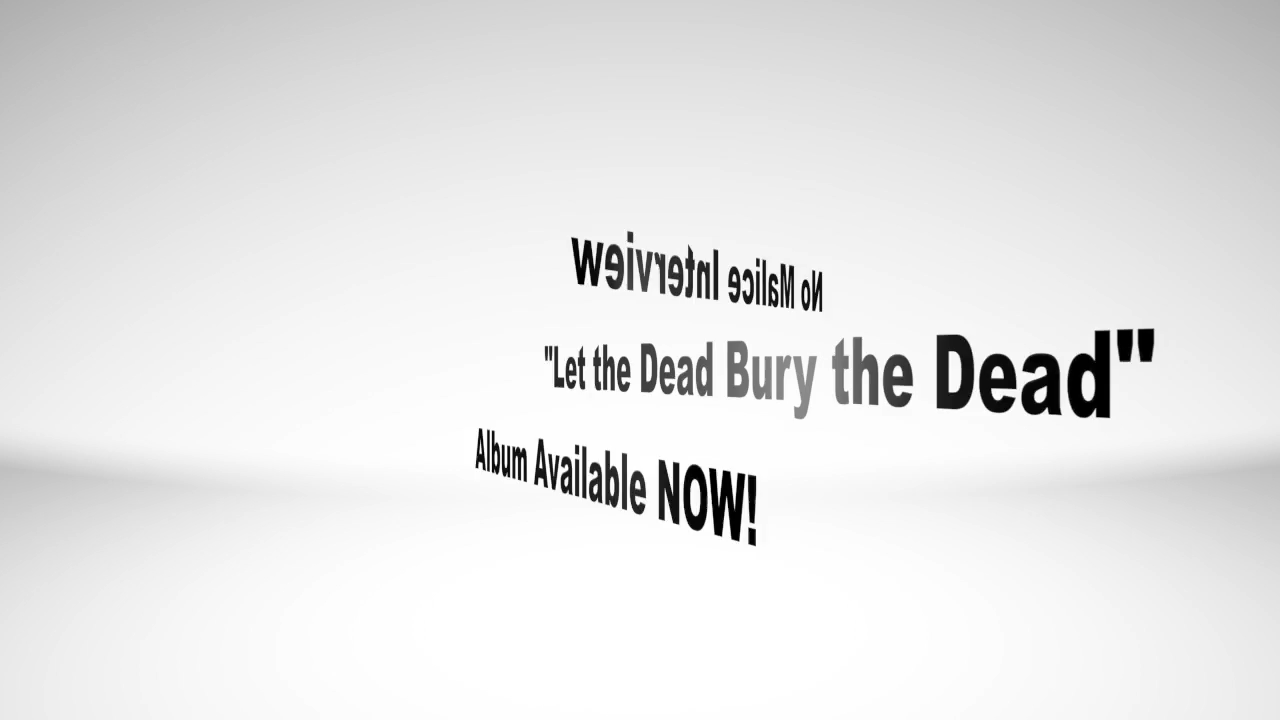 No Malice Interview
"Let the Dead Bury the Dead"
Album Available NOW!